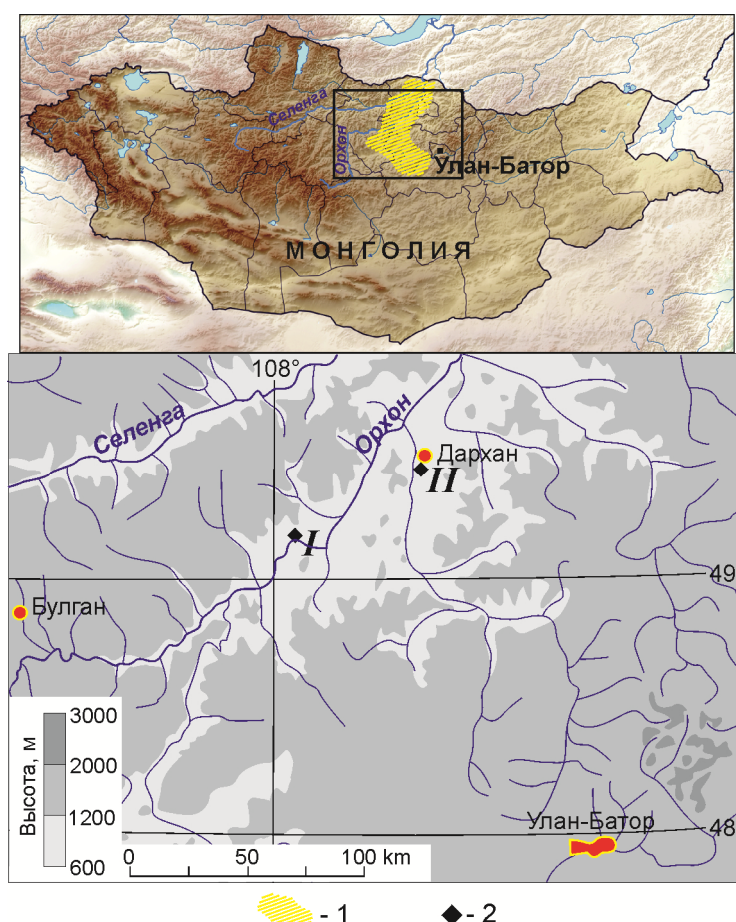 Селенга
Орхон
Улан-Батор
МОНГОЛИЯ
108°
Селенга
Орхон
Дархан
II
I
49
Булган
3000
2000
1200
600
Высота, м
Улан-Батор
48
0 50 100 km
- 1
- 2